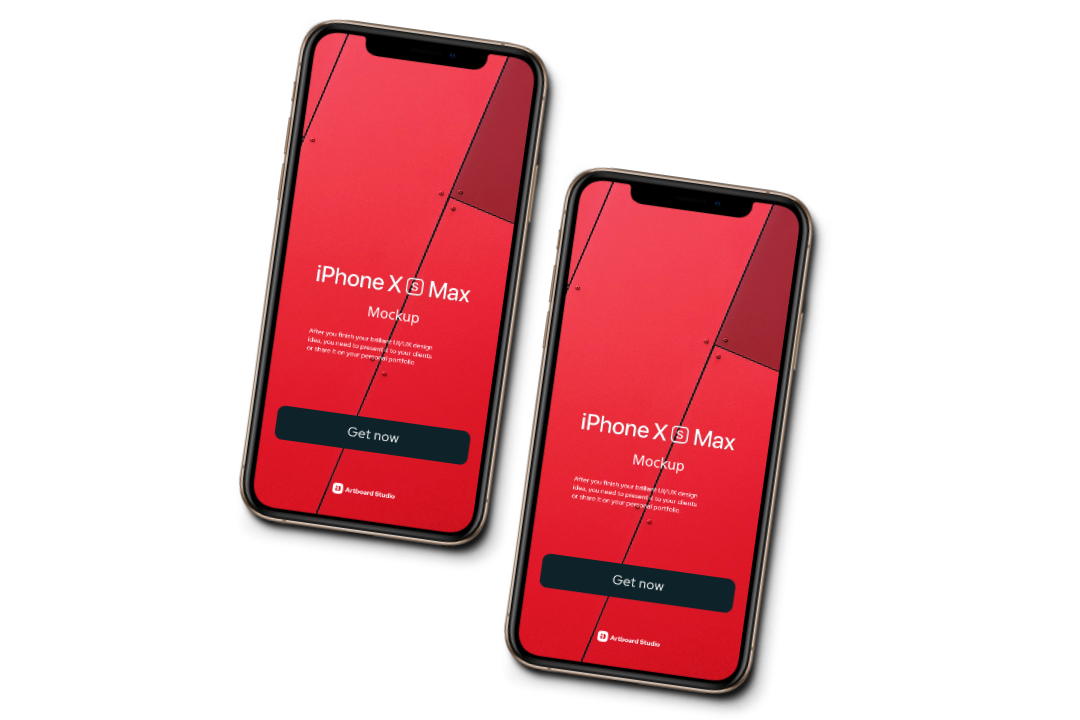 iPhone X S Max
Mockup
After you finish your brilliant UI/UX design
idea, you need to present it to your clients
or share it on your personal portfolio
Get now
a Artboard Studio
iPhone X S Max
Mockup
After you finish your brilliant UI/UX design
idea, you need to present it to your clients
or share it on your personal portfolio
Get now
a Artboard Studio